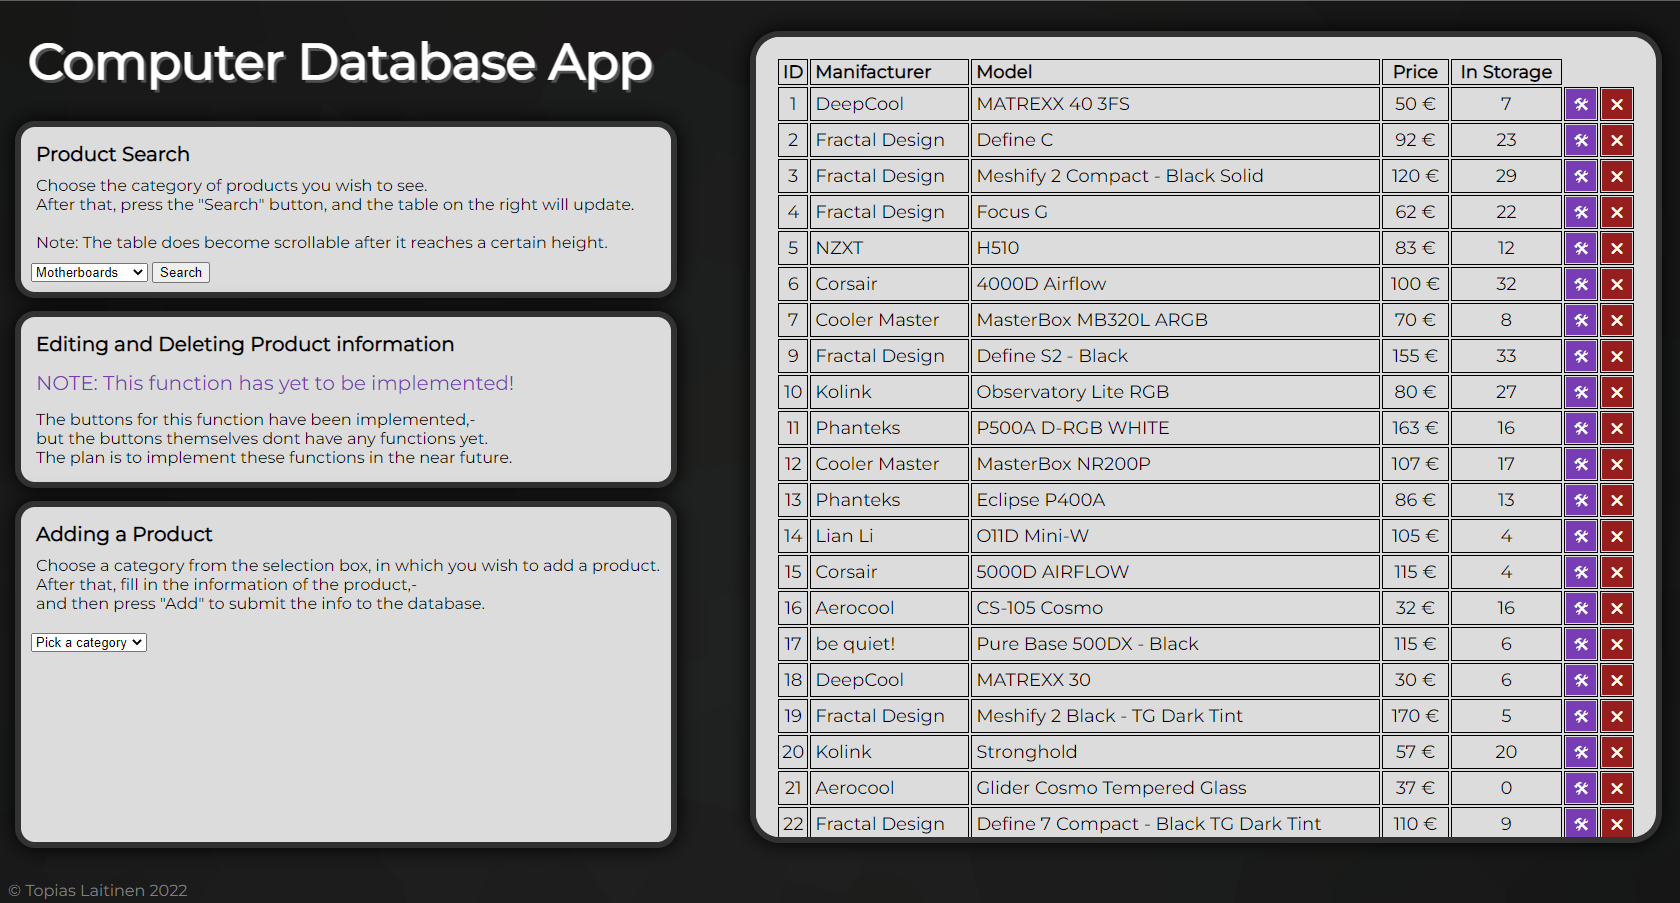 Computer Database App
Product Search
Choose the category of products you wish to see.
After that, press the "Search" button, and the table on the right will update.
Note: The table does become scrollable after it reaches a certain height.
Motherboards Search
Editing and Deleting Product information
NOTE: This function has yet to be implemented!
The buttons for this function have been implemented,-
but the buttons themselves dont have any functions yet.
The plan is to implement these functions in the near future.
Adding a Product
Choose a category from the selection box, in which you wish to add a product.
After that, fill in the information of the product,-
and then press "Add" to submit the info to the database.
Pick a category
ID Manifacturer Model Price In Storage
1 DeepCool MATREXX 40 3FS 50 € 7
2 Fractal Design Define C 92 € 23
3 Fractal Design Meshify 2 Compact - Black Solid 120 € 29
4 Fractal Design Focus G 62 € 22
5 NZXT H510 83 € 12
6 Corsair 4000D Airflow 100 € 32
7 Cooler Master MasterBox MB320L ARGB 70 € 8
9 Fractal Design Define S2 - Black 155 € 33
10 Kolink Observatory Lite RGB 80 € 27
11 Phanteks P500A D-RGB WHITE 163 € 16
12 Cooler Master MasterBox NR200P 107 € 17
13 Phanteks Eclipse P400A 86 € 13
14 Lian Li O11D Mini-W 105 € 4
15 Corsair 5000D AIRFLOW 115 € 4
16 Aerocool CS-105 Cosmo 32 € 16
17 be quiet! Pure Base 500DX - Black 115 € 6
18 DeepCool MATREXX 30 30 € 6
19 Fractal Design Meshify 2 Black - TG Dark Tint 170 € 5
20 Kolink Stronghold 57 € 20
21 Aerocool Glider Cosmo Tempered Glass 37 € 0
22 Fractal Design Define 7 Compact - Black TG Dark Tint 110 € 9
© Topias Laitinen 2022